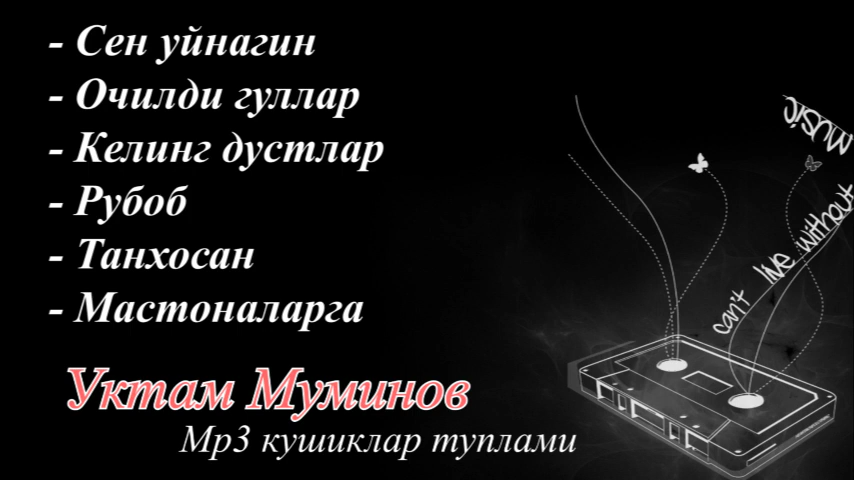 - Сен уйнагин
- Очилди гуллар
- Келинг дустлар
- Рубоб
- Танхосан
- Мастоналарга
Уктам Муминов
Mp3 кушиклар туплами
can't live without
music